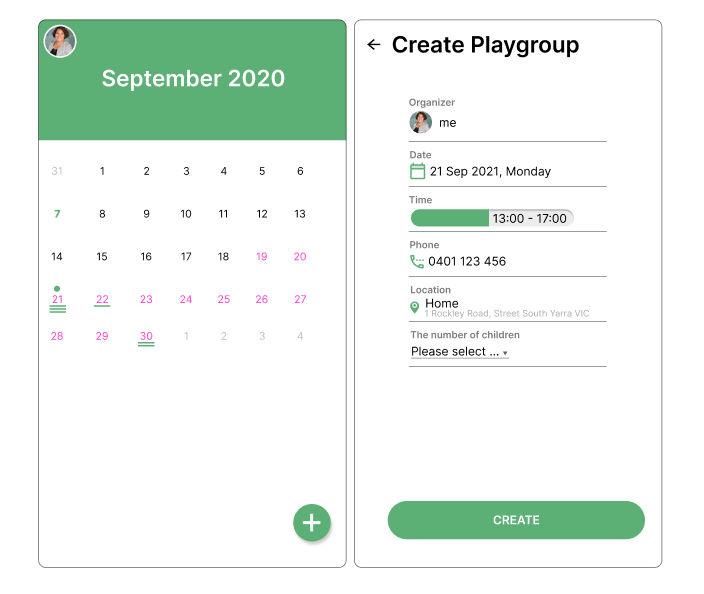 September 2020
31 1 2 3 4 5 6
7 8 9 10 11 12 13
14 15 16 17 18 19 20
21 22 23 24 25 26 27
28 29 30 1 2 3 4
Create Playgroup
Organizer
me
Date
21 Sep 2021, Monday
Time
13:00 - 17:00
Phone
0401 123 456
Location
Home
1 Rockley Road, Street South Yarra VIC
The number of children
Please select ...
CREATE